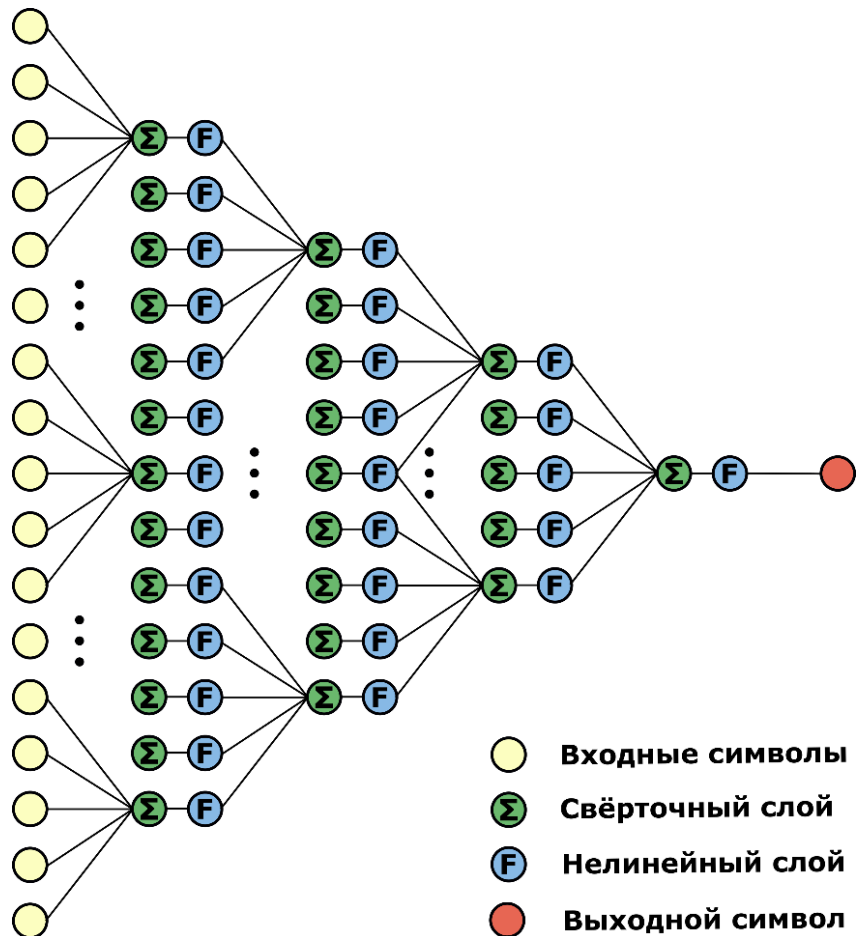 Σ F
Σ F
Σ F Σ F
Σ F Σ F
Σ F Σ F Σ F
Σ F Σ F Σ F
Σ F Σ F Σ F Σ F
Σ F Σ F Σ F
Σ F Σ F Σ F
Σ F Σ F
Σ F Σ F
Σ F
Σ F
Входные символы
Σ Свёрточный слой
F Нелинейный слой
Выходной символ